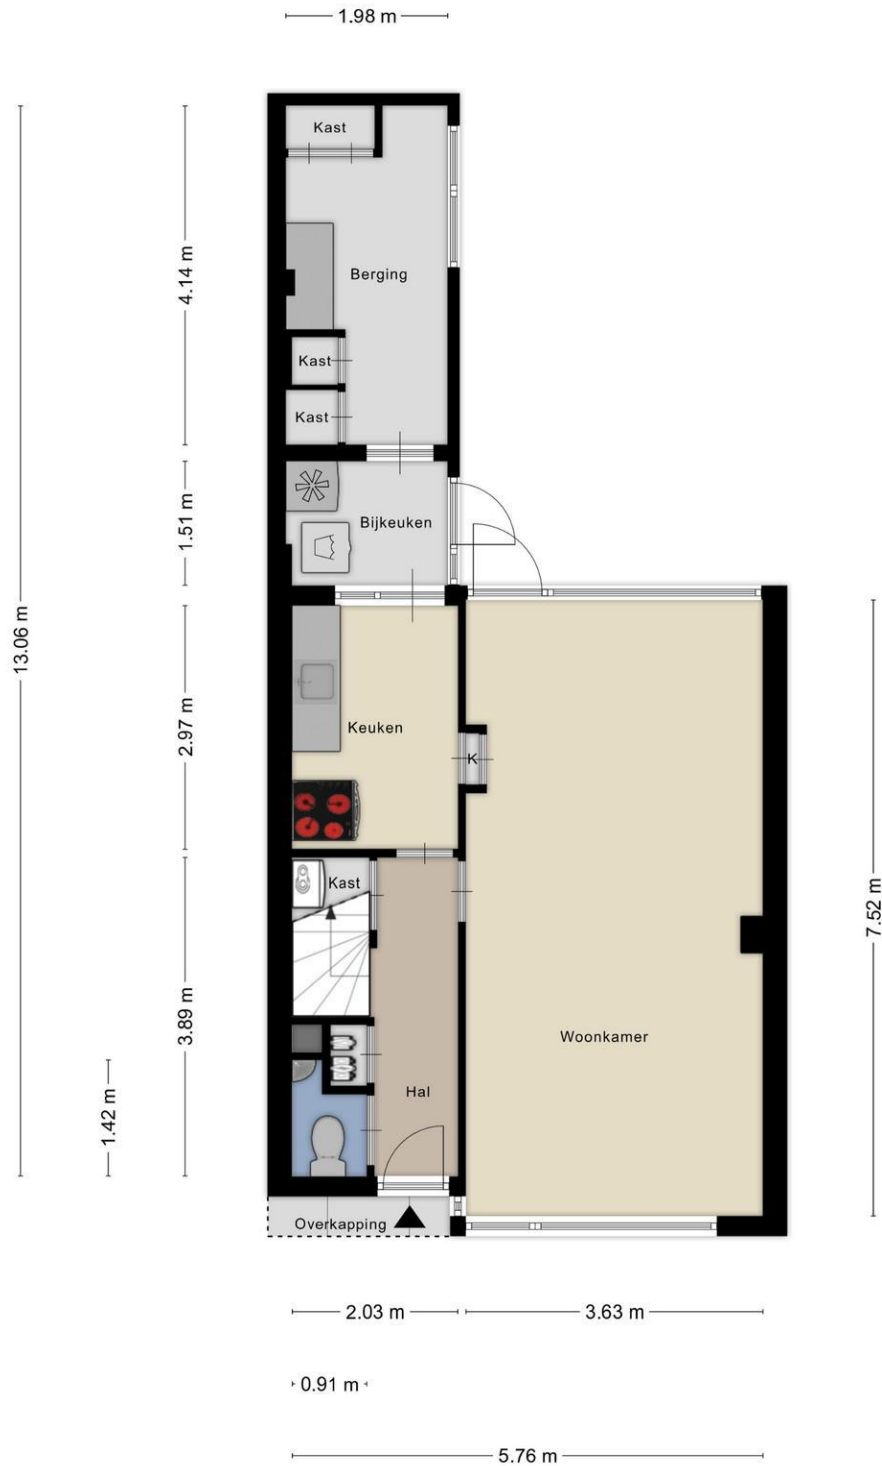 1.98 m
Kast
Berging
4.14 m
Kast
Kast
Bijkeuken
1.51 m
13.06 m
Keuken
2.97 m
K
Kast
7.52 m
3.89 m
Woonkamer
Hal
1.42 m
Overkapping
2.03 m
3.63 m
0.91 m
5.76 m